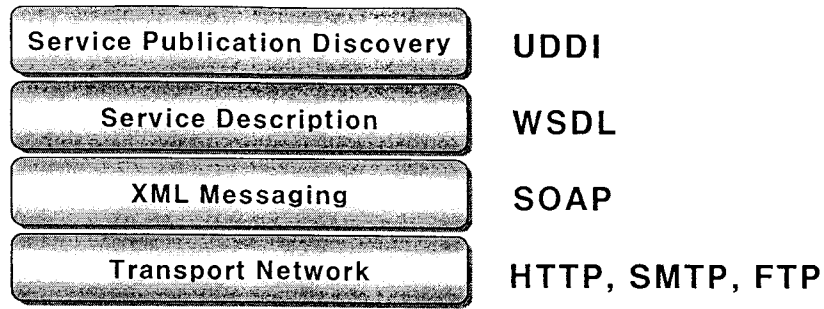 Service Publication Discovery UDDI
Service Description WSDL
XML Messaging SOAP
Transport Network HTTP, SMTP, FTP